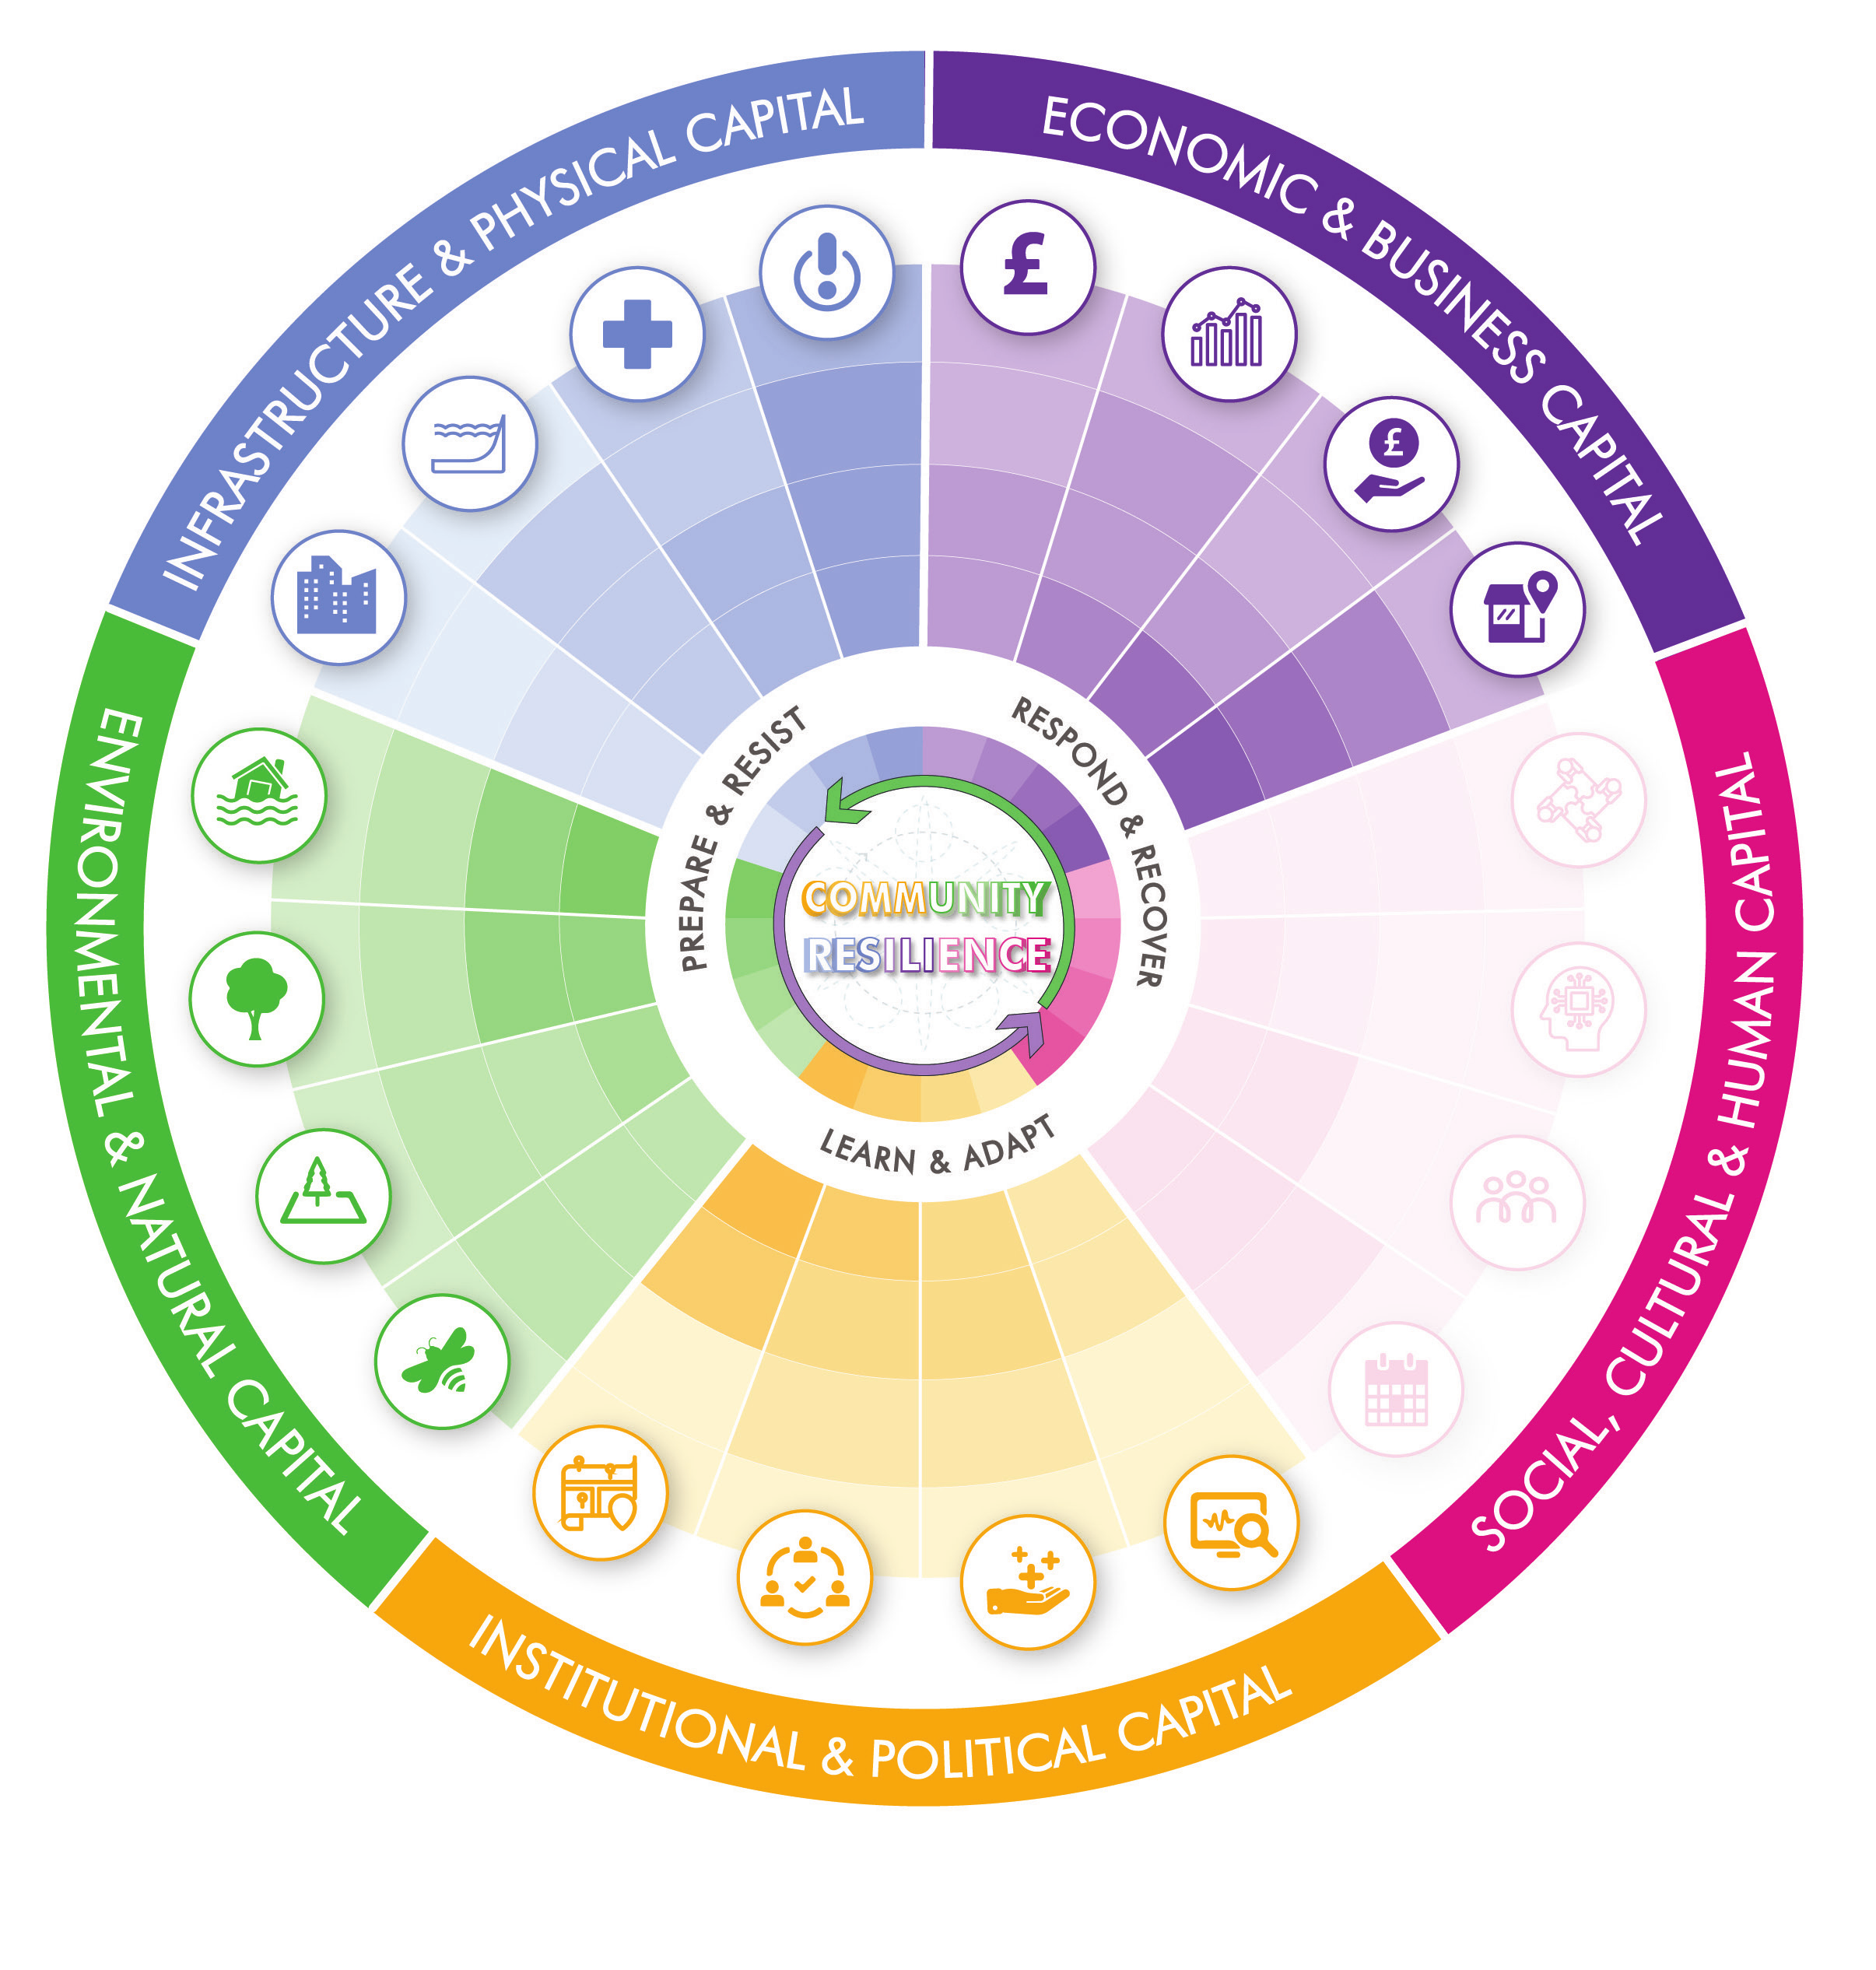 INFRASTRUCTURE & PHYSICAL CAPITAL
ECONOMIC & BUSINESS CAPITAL
SOCIAL, CULTURAL & HUMAN CAPITAL
INSTITUTIONAL & POLITICAL CAPITAL
ENVIRONMENTAL & NATURAL CAPITAL
£
£
PREPARE & RESIST
RESPOND & RECOVER
LEARN & ADAPT
COMMUNITY
RESILIENCE